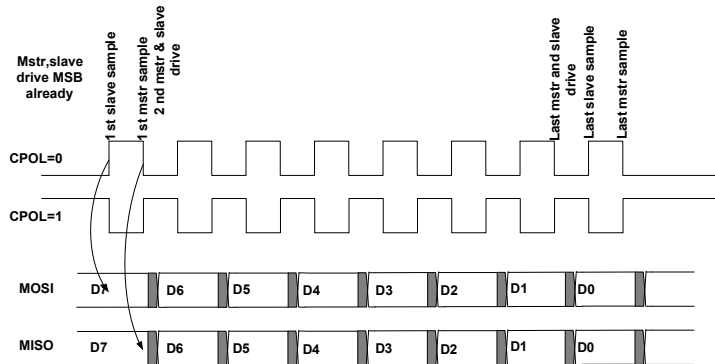 Mstr,slave
drive MSB
already
1 st slave sample
1st mstr sample
2 nd mstr & slave
drive
Last mstr and slave
drive
Last slave sample
Last mstr sample
CPOL=0
CPOL=1
MOSI D7 D6 D5 D4 D3 D2 D1 D0
MISO D7 D6 D5 D4 D3 D2 D1 D0